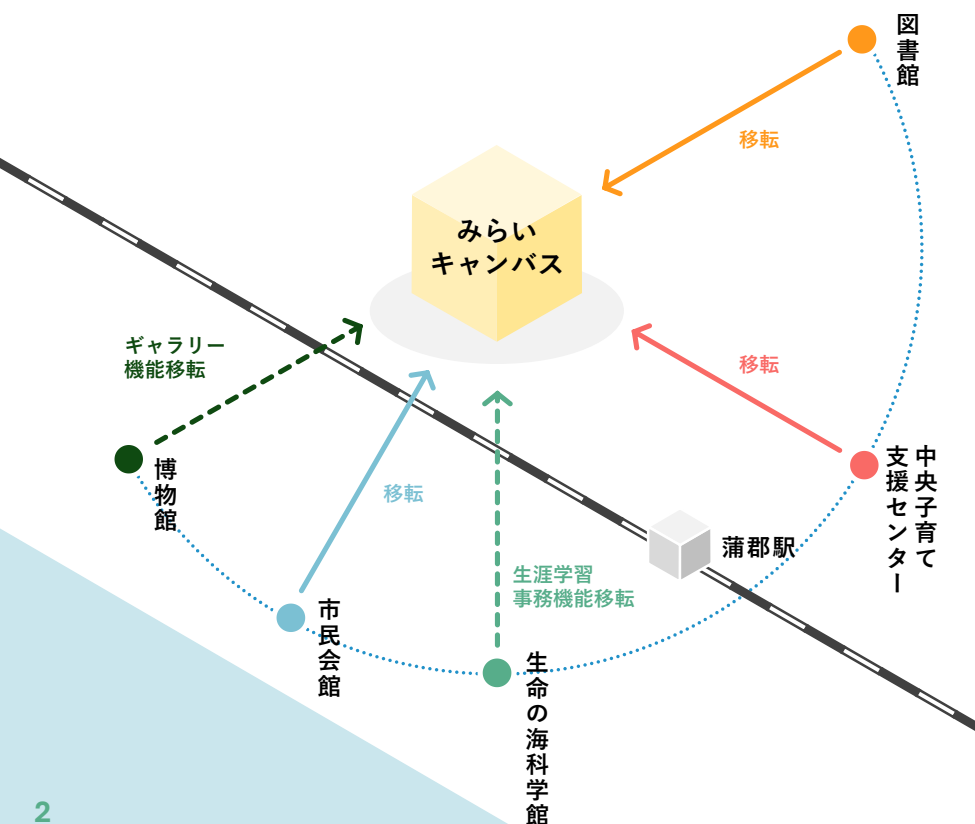 図書館
移転
みらい
キャンバス
ギャラリー
機能移転
移転
博物館
移転
中央子育て
支援センター
蒲郡駅
生涯学習
事務機能移転
市民会館
生命の海科学館
2